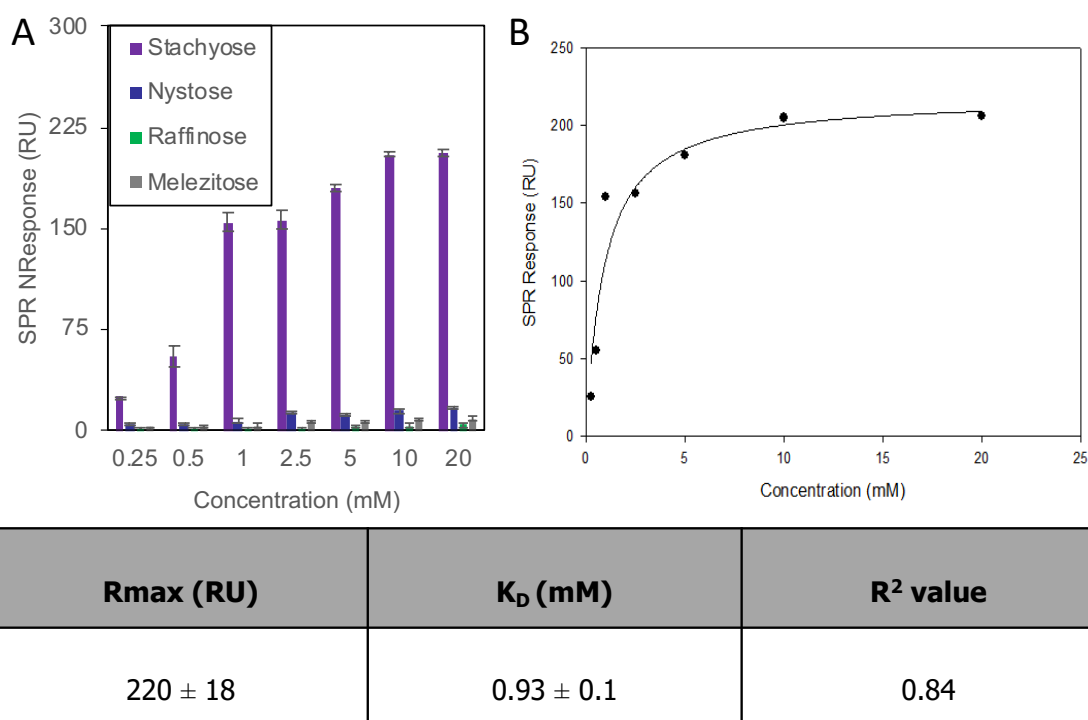 A
300
225
150
75
0
SPR NResponse (RU)
Stachyose
Nystose
Raffinose
Melezitose
0.25 0.5 1 2.5 5 10 20
Concentration (mM)
B
250
200
150
100
50
0
SPR Response (RU)
0 5 10 15 20 25
Concentration (mM)
Rmax (RU) K_D (mM) R² value
220 ± 18 0.93 ± 0.1 0.84